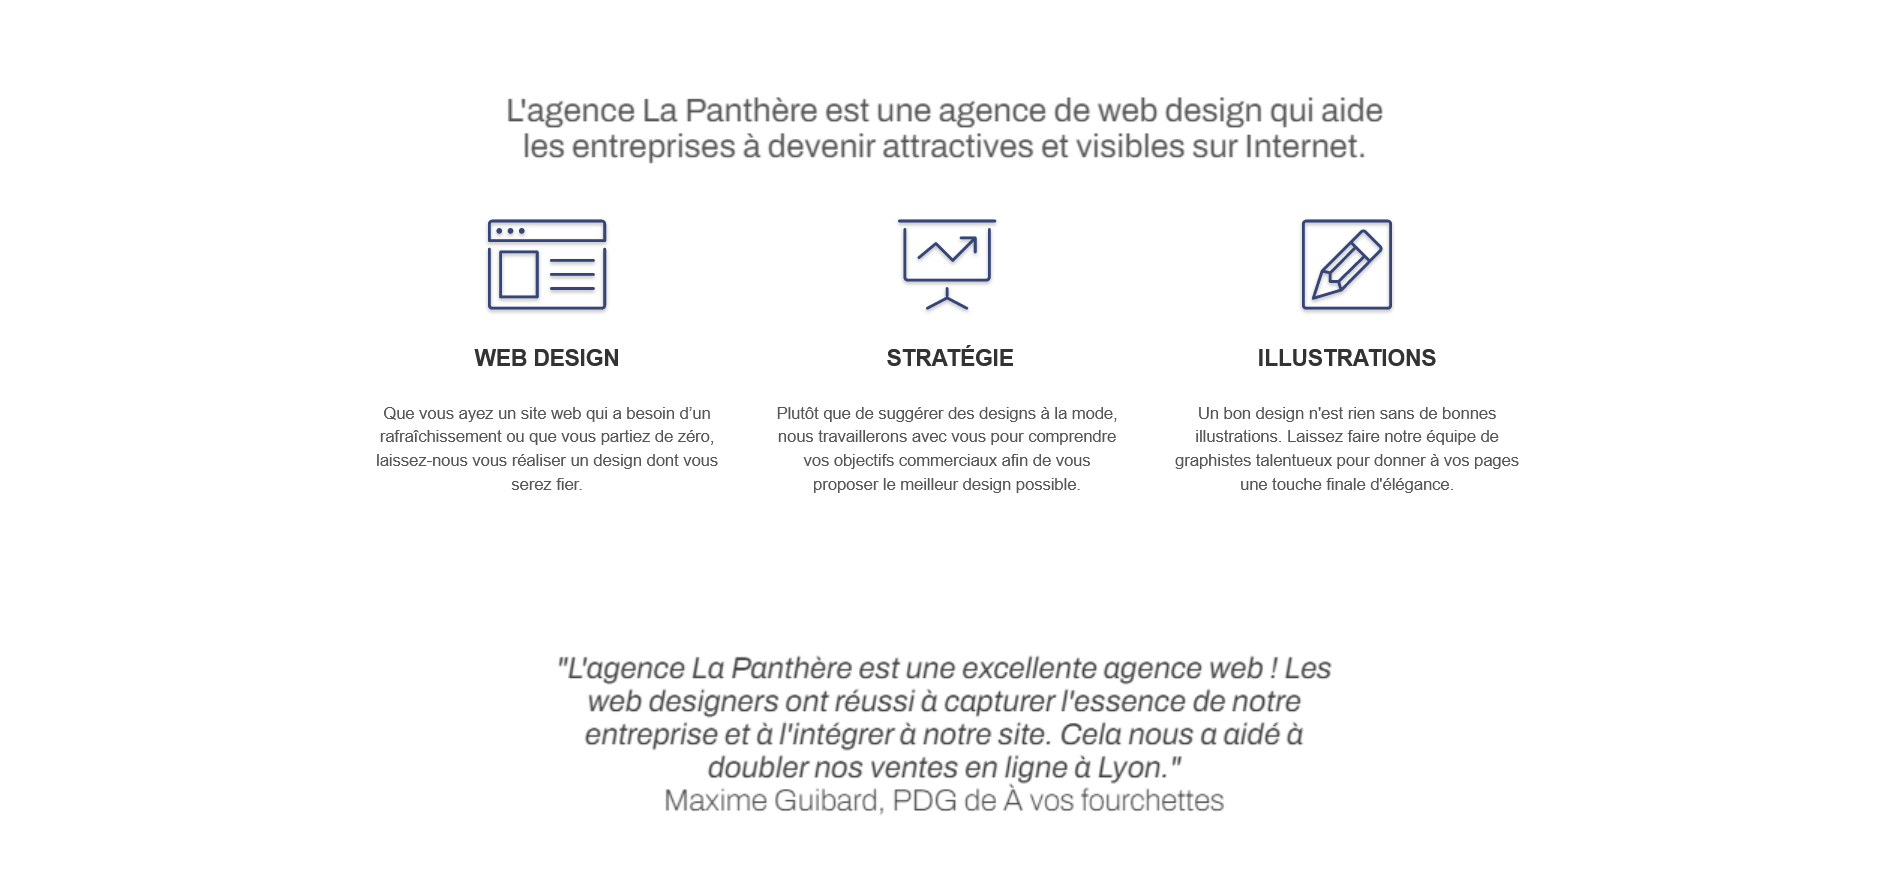 L'agence La Panthère est une agence de web design qui aide
les entreprises à devenir attractives et visibles sur Internet.
WEB DESIGN
Que vous ayez un site web qui a besoin d’un
rafraîchissement ou que vous partiez de zéro,
laissez-nous vous réaliser un design dont vous
serez fier.
STRATÉGIE
Plutôt que de suggérer des designs à la mode,
nous travaillerons avec vous pour comprendre
vos objectifs commerciaux afin de vous
proposer le meilleur design possible.
ILLUSTRATIONS
Un bon design n'est rien sans de bonnes
illustrations. Laissez faire notre équipe de
graphistes talentueux pour donner à vos pages
une touche finale d'élégance.
"L'agence La Panthère est une excellente agence web ! Les
web designers ont réussi à capturer l'essence de notre
entreprise et à l'intégrer à notre site. Cela nous a aidé à
doubler nos ventes en ligne à Lyon."
Maxime Guibard, PDG de À vos fourchettes